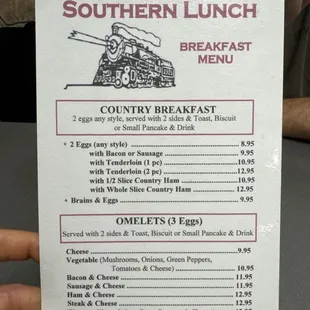 SOUTHERN LUNCH
BREAKFAST
MENU
COUNTRY BREAKFAST
2 eggs any style, served with 2 sides & Toast, Biscuit
or Small Pancake & Drink
* 2 Eggs (any style) 8.95
with Bacon or Sausage 9.95
with Tenderloin (1 pc) 10.95
with Tenderloin (2 pc) 12.95
with 1/2 Slice Country Ham 10.95
with Whole Slice Country Ham 12.95
* Brains & Eggs 9.95
OMELETS (3 Eggs)
Served with 2 sides & Toast, Biscuit or Small Pancake & Drink
Cheese 9.95
Vegetable (Mushrooms, Onions, Green Peppers,
Tomatoes & Cheese) 10.95
Bacon & Cheese 11.95
Sausage & Cheese 11.95
Ham & Cheese 12.95
Steak & Cheese 12.95